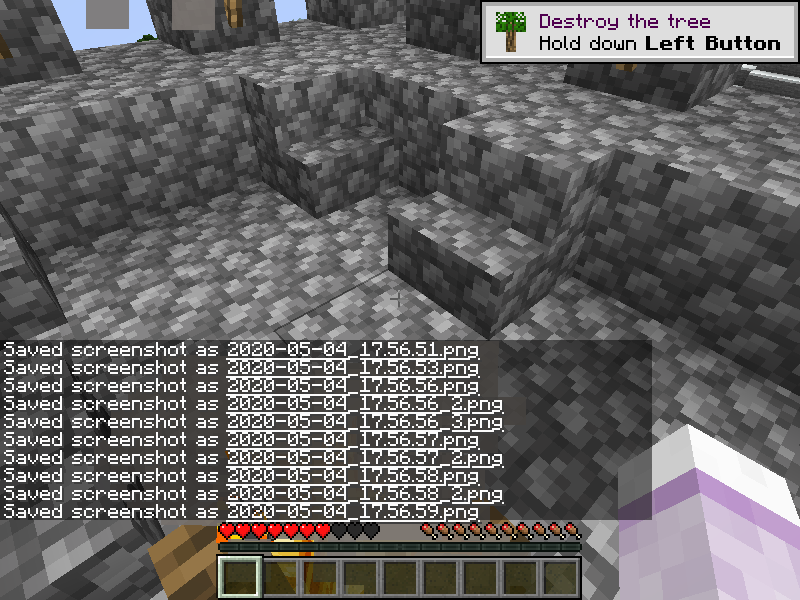 Destroy the tree
Hold down Left Button
Saved screenshot as 2020-05-04_17.56.51.png
Saved screenshot as 2020-05-04_17.56.53.png
Saved screenshot as 2020-05-04_17.56.56.png
Saved screenshot as 2020-05-04_17.56.56_2.png
Saved screenshot as 2020-05-04_17.56.56_3.png
Saved screenshot as 2020-05-04_17.56.57.png
Saved screenshot as 2020-05-04_17.56.57_2.png
Saved screenshot as 2020-05-04_17.56.58.png
Saved screenshot as 2020-05-04_17.56.58_2.png
Saved screenshot as 2020-05-04_17.56.59.png